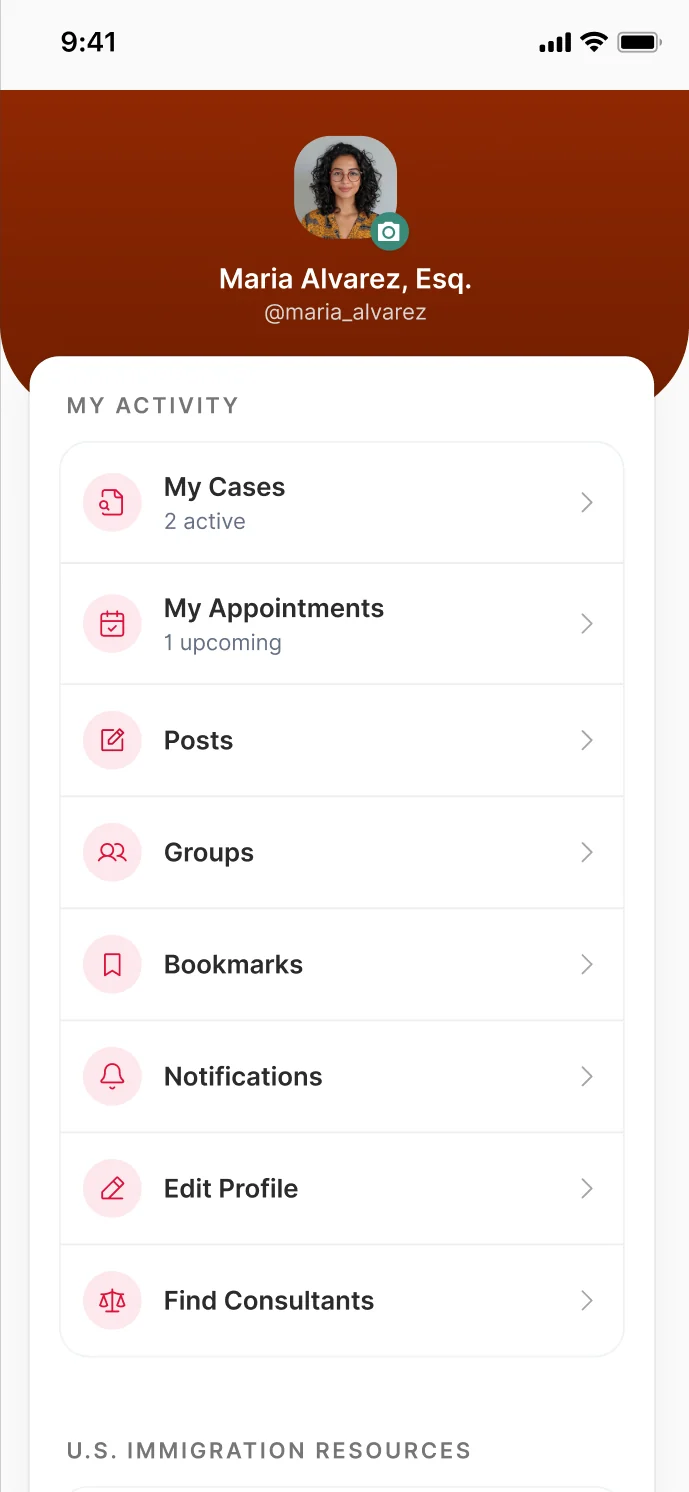 9:41
Maria Alvarez, Esq.
@maria_alvarez
MY ACTIVITY
My Cases
2 active
My Appointments
1 upcoming
Posts
Groups
Bookmarks
Notifications
Edit Profile
Find Consultants
U.S. IMMIGRATION RESOURCES